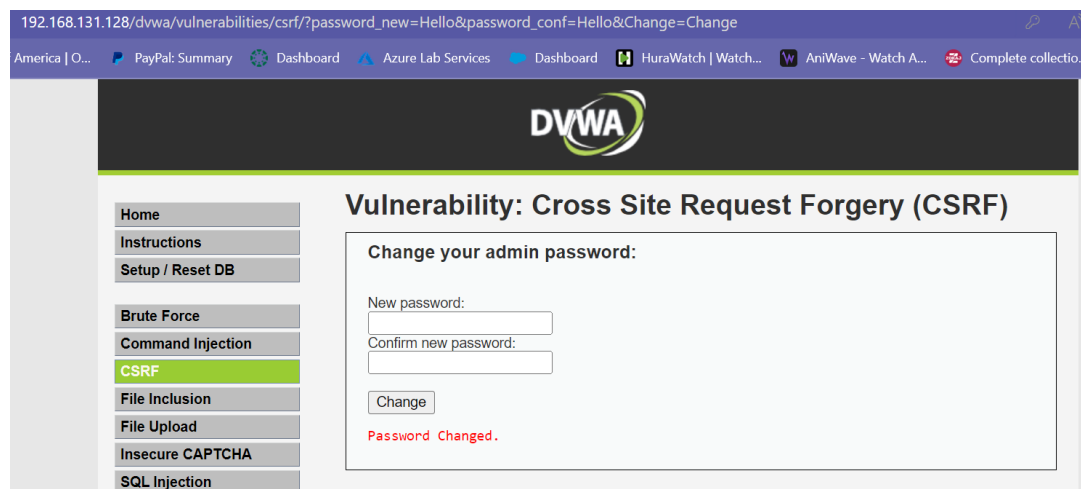 192.168.131.128/dvwa/vulnerabilities/csrf/?password_new=Hello&password_conf=Hello&Change=Change
America | O... PayPal: Summary Dashboard Azure Lab Services Dashboard HuraWatch | Watch... AniWave - Watch A... Complete collectio.
DVWA
Vulnerability: Cross Site Request Forgery (CSRF)
Home
Instructions
Setup / Reset DB
Brute Force
Command Injection
CSRF
File Inclusion
File Upload
Insecure CAPTCHA
SQL Injection
Change your admin password:
New password:
Confirm new password:
Change
Password Changed.